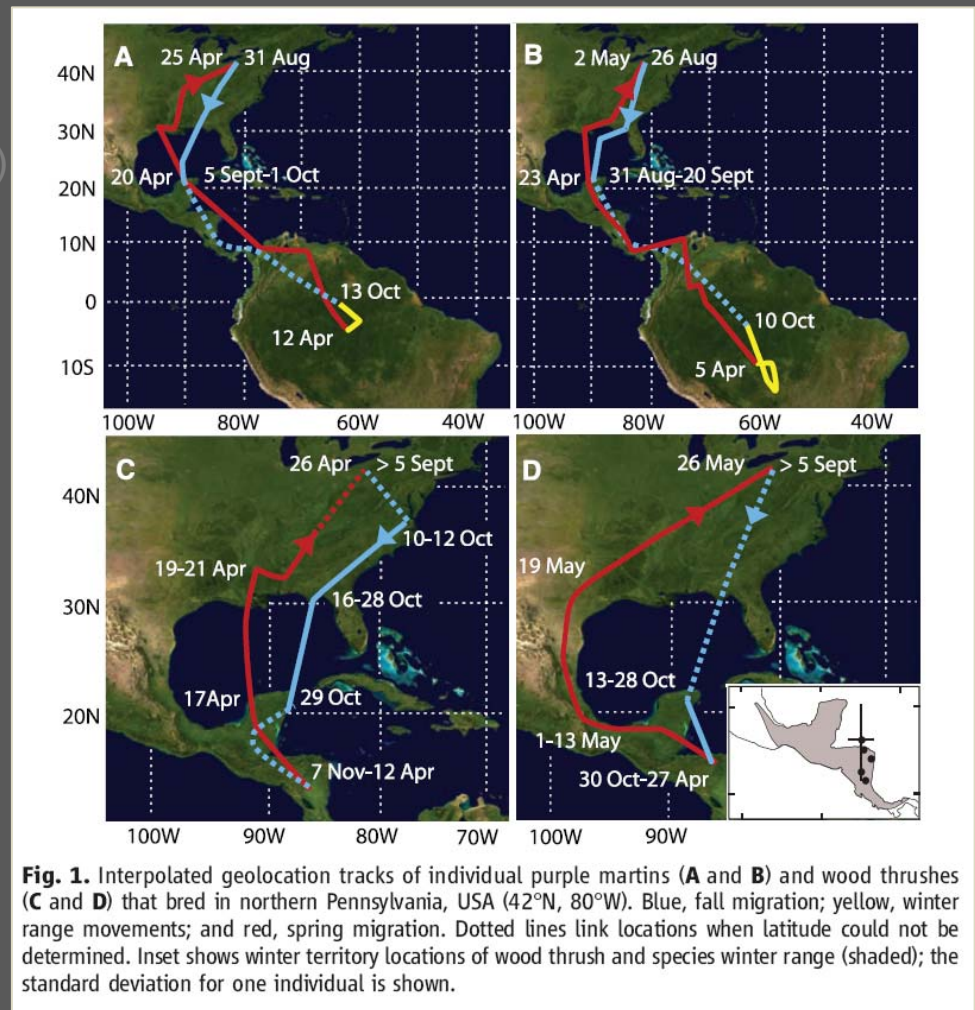 A
25 Apr
31 Aug
40N
30N
20 Apr
5 Sept-1 Oct
20N
10N
0
13 Oct
12 Apr
10S
100W
80W
60W
40W
B
2 May
26 Aug
23 Apr
31 Aug-20 Sept
10 Oct
5 Apr
100W
80W
60W
40W
C
26 Apr
> 5 Sept
40N
10-12 Oct
19-21 Apr
30N
16-28 Oct
17Apr
29 Oct
20N
7 Nov-12 Apr
100W
90W
80W
70W
D
26 May
> 5 Sept
19 May
13-28 Oct
1-13 May
30 Oct-27 Apr
100W
90W
Fig. 1. Interpolated geolocation tracks of individual purple martins (A and B) and wood thrushes
(C and D) that bred in northern Pennsylvania, USA (42°N, 80°W). Blue, fall migration; yellow, winter
range movements; and red, spring migration. Dotted lines link locations when latitude could not be
determined. Inset shows winter territory locations of wood thrush and species winter range (shaded); the
standard deviation for one individual is shown.